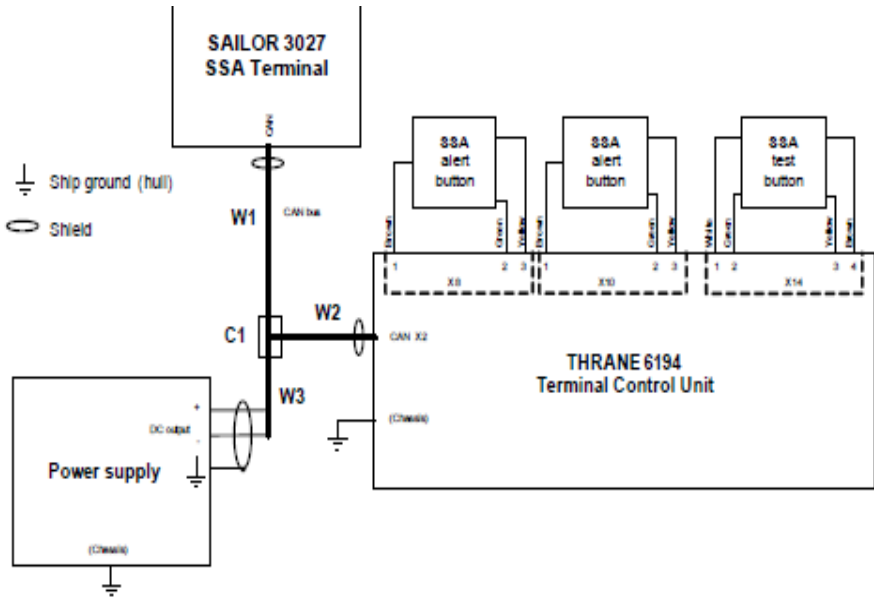 SAILOR 3027
SSA Terminal
CAN
SSA
alert
button
SSA
alert
button
SSA
test
button
Ship ground (hull)
Shield
W1
CAN bus
Brown
Green
Yellow
Brown
Green
Yellow
White
Green
Yellow
Brown
1
2
3
1
2
3
1
2
3
4
X8
X10
X14
W2
C1
CAN X2
THRANE 6194
Terminal Control Unit
W3
(Chassis)
+
DC output
-
Power supply
(Chassis)